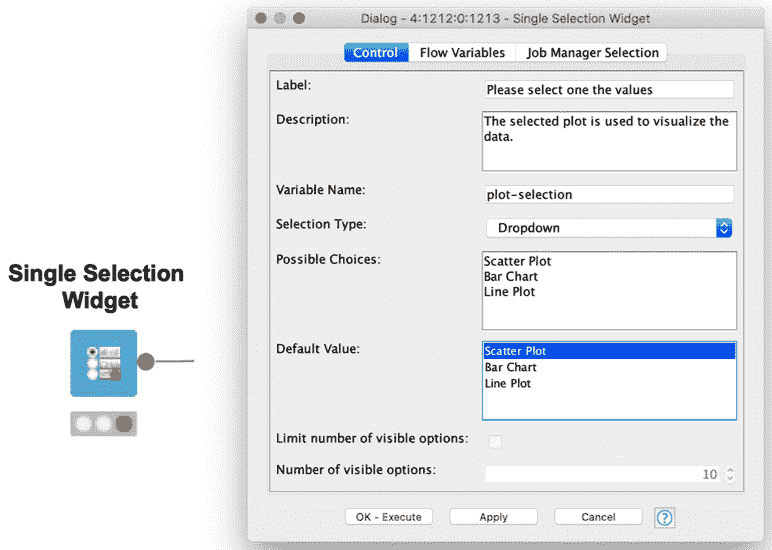 Dialog - 4:1212:0:1213 - Single Selection Widget
Control Flow Variables Job Manager Selection
Label: Please select one the values
Description: The selected plot is used to visualize the
data.
Variable Name: plot-selection
Selection Type: Dropdown
Possible Choices: Scatter Plot
Bar Chart
Line Plot
Single Selection
Widget
Default Value: Scatter Plot
Bar Chart
Line Plot
Limit number of visible options:
Number of visible options: 10
OK - Execute Apply Cancel ?